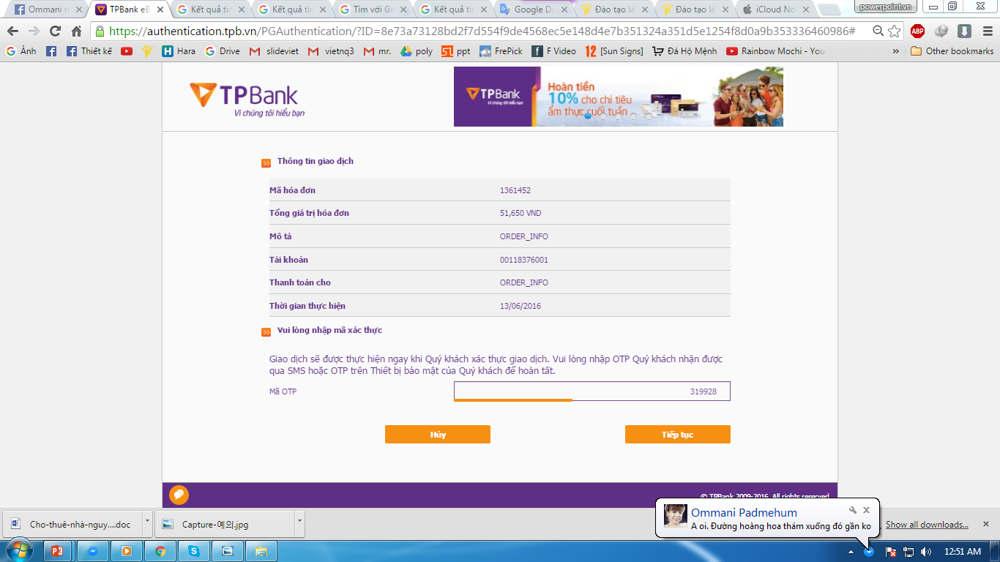 Ommani m
TPBank eB
Kết quả tìn
Kết quả tìn
Tìm với Go
Kết quả tìn
Google D
Đào tạo là
Đào tạo là
iCloud No
powerpoint.vn
https://authentication.tpb.vn/PGAuthentication/?ID=8e73a73128bd2f7d554f9de4568ec5e148d4e7b351324a351d5e1254f8d0a9b353336460986#
ABP
Ảnh
Thiết kế
Hara
Drive
slideviet
vietnq3
mr.
poly
ppt
FrePick
F Video
[Sun Signs]
Đá Hộ Mệnh
Rainbow Mochi - You
»
Other bookmarks
TPBank
Vì chúng tôi hiểu bạn
TPBank
Vì chúng tôi hiểu bạn
Hoàn tiền
10% cho chi tiêu
ẩm thực cuối tuần
Thông tin giao dịch
Mã hóa đơn 1361452
Tổng giá trị hóa đơn 51,650 VND
Mô tả ORDER_INFO
Tài khoản 00118376001
Thanh toán cho ORDER_INFO
Thời gian thực hiện 13/06/2016
Vui lòng nhập mã xác thực
Giao dịch sẽ được thực hiện ngay khi Quý khách xác thực giao dịch. Vui lòng nhập OTP Quý khách nhận được
qua SMS hoặc OTP trên Thiết bị bảo mật của Quý khách để hoàn tất.
Mã OTP 319928
Hủy Tiếp tục
© TPBank 2009-2016. All rights reserved
Ommani Padmehum
A oi. Đường hoàng hoa thám xuống đó gần ko
Cho-thuê-nhà-nguy....doc
Capture-예의.jpg
Show all downloads...
12:51 AM